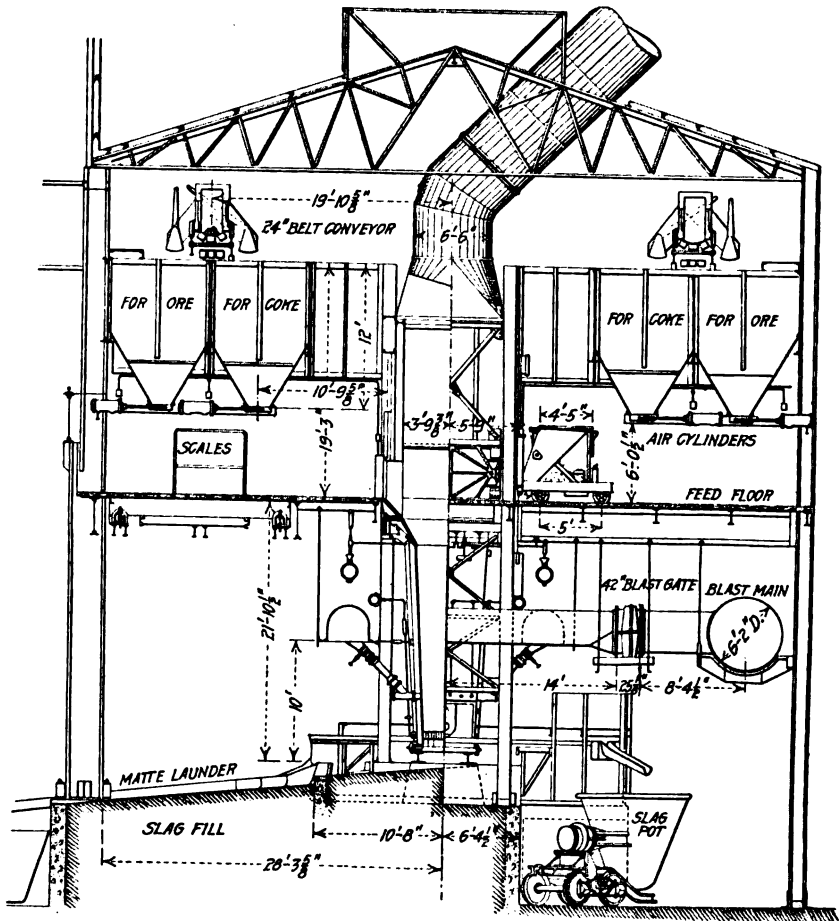 19'-10 5/8"
24" BELT CONVEYOR
6'-6"
FOR ORE
FOR COKE
12'
FOR COKE
FOR ORE
10'-9 5/8"
3'-9 3/8"
5'-9"
4'-5"
19'-3"
SCALES
AIR CYLINDERS
6'-0 1/2"
FEED FLOOR
5'
21'-10 1/2"
42" BLAST GATE
BLAST MAIN
6'-2" D.
10'
14'
8'-4 1/2"
MATTE LAUNDER
SLAG FILL
SLAG POT
10'-8"
6'-4 1/2"
28'-3 5/8"